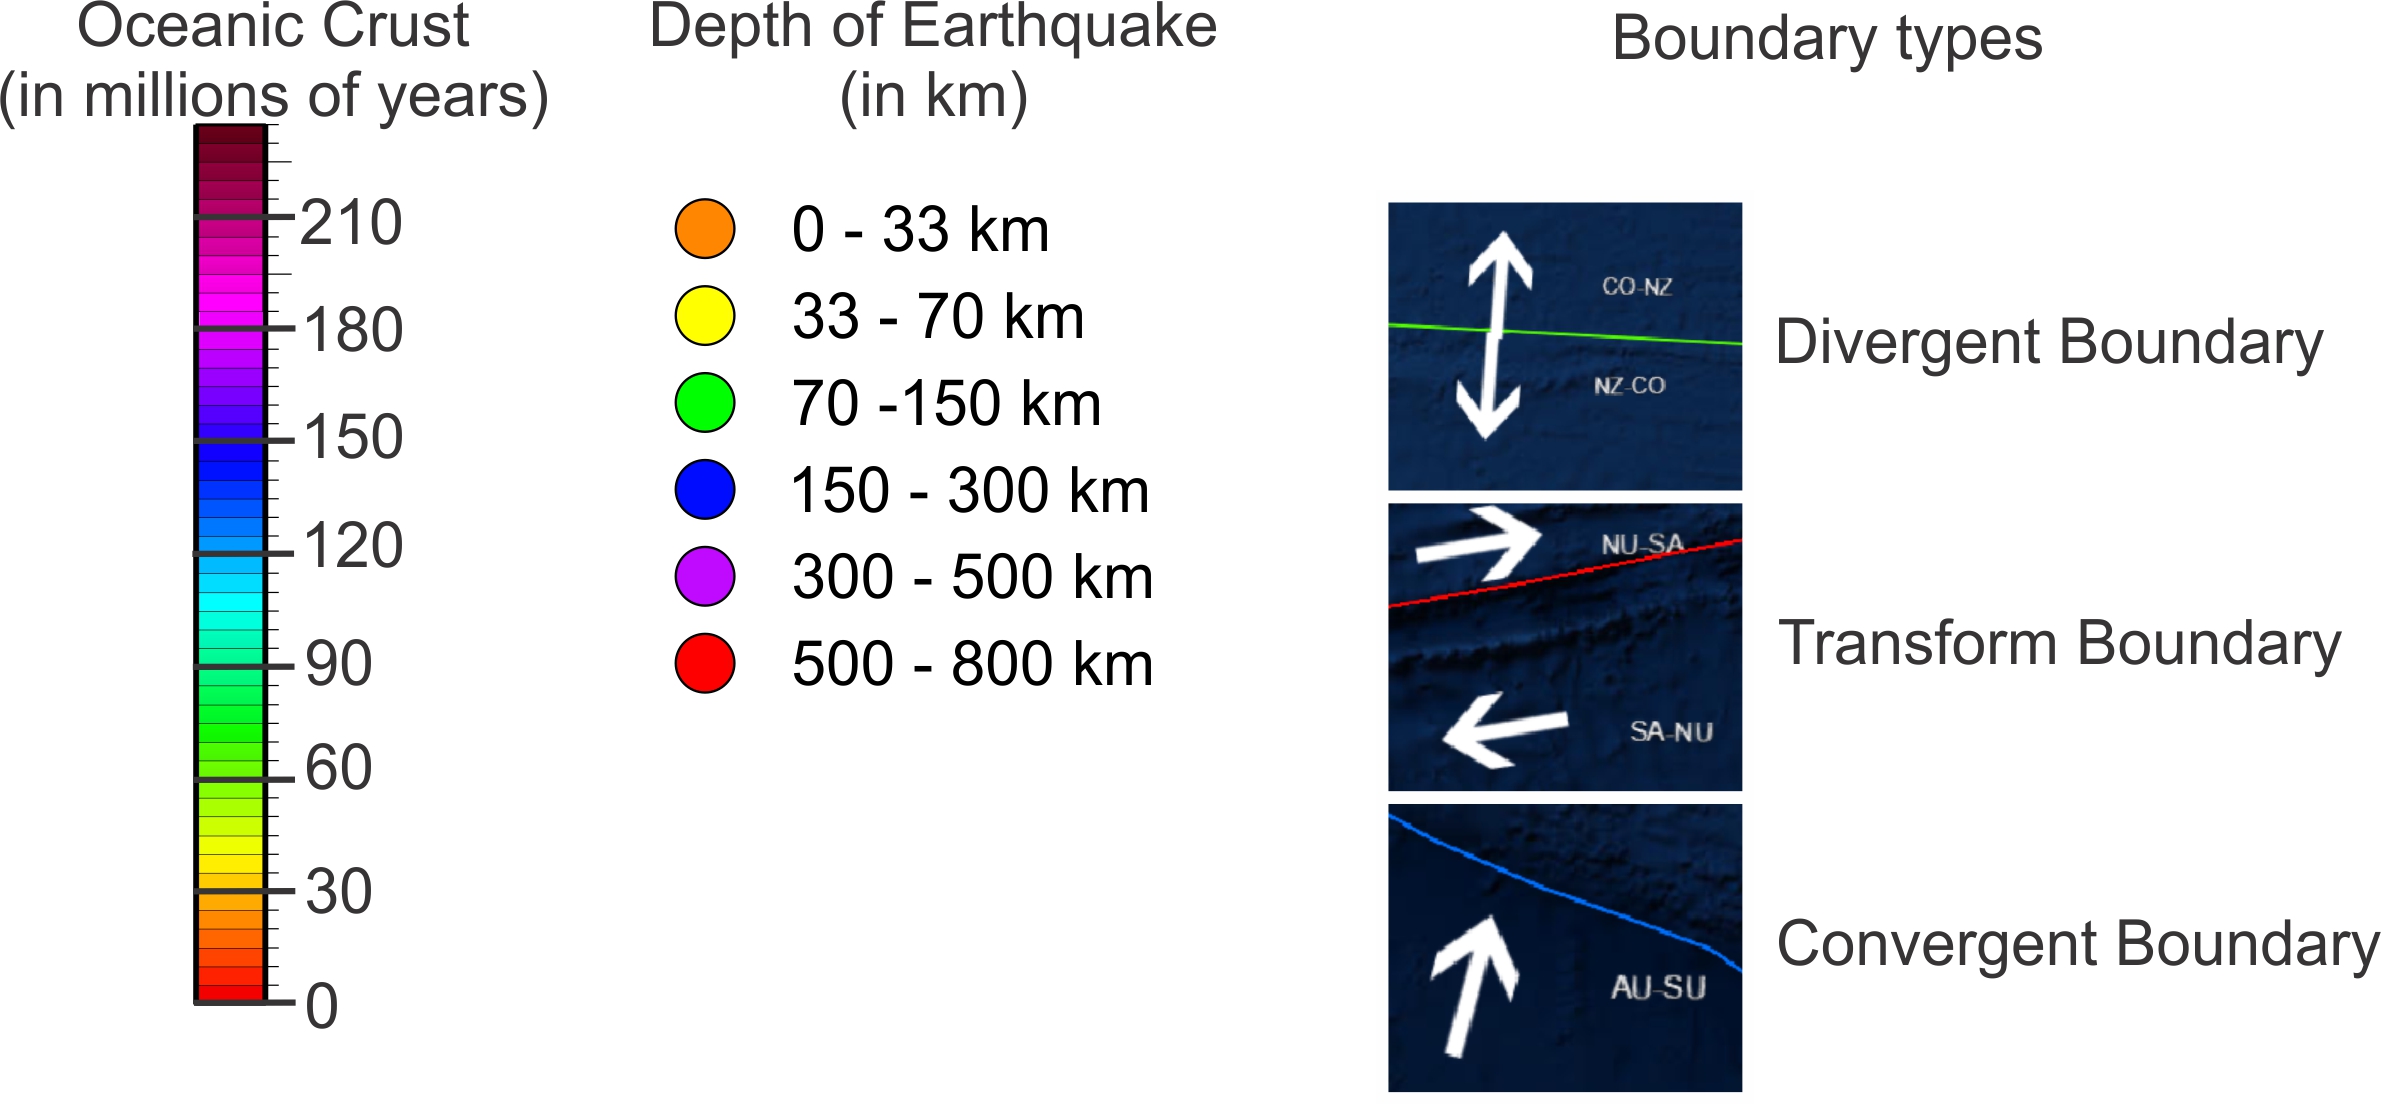 Oceanic Crust
(in millions of years)
210
180
150
120
90
60
30
0
Depth of Earthquake
(in km)
0 - 33 km
33 - 70 km
70 -150 km
150 - 300 km
300 - 500 km
500 - 800 km
Boundary types
CO-NZ
NZ-CO
Divergent Boundary
NU-SA
SA-NU
Transform Boundary
AU-SU
Convergent Boundary